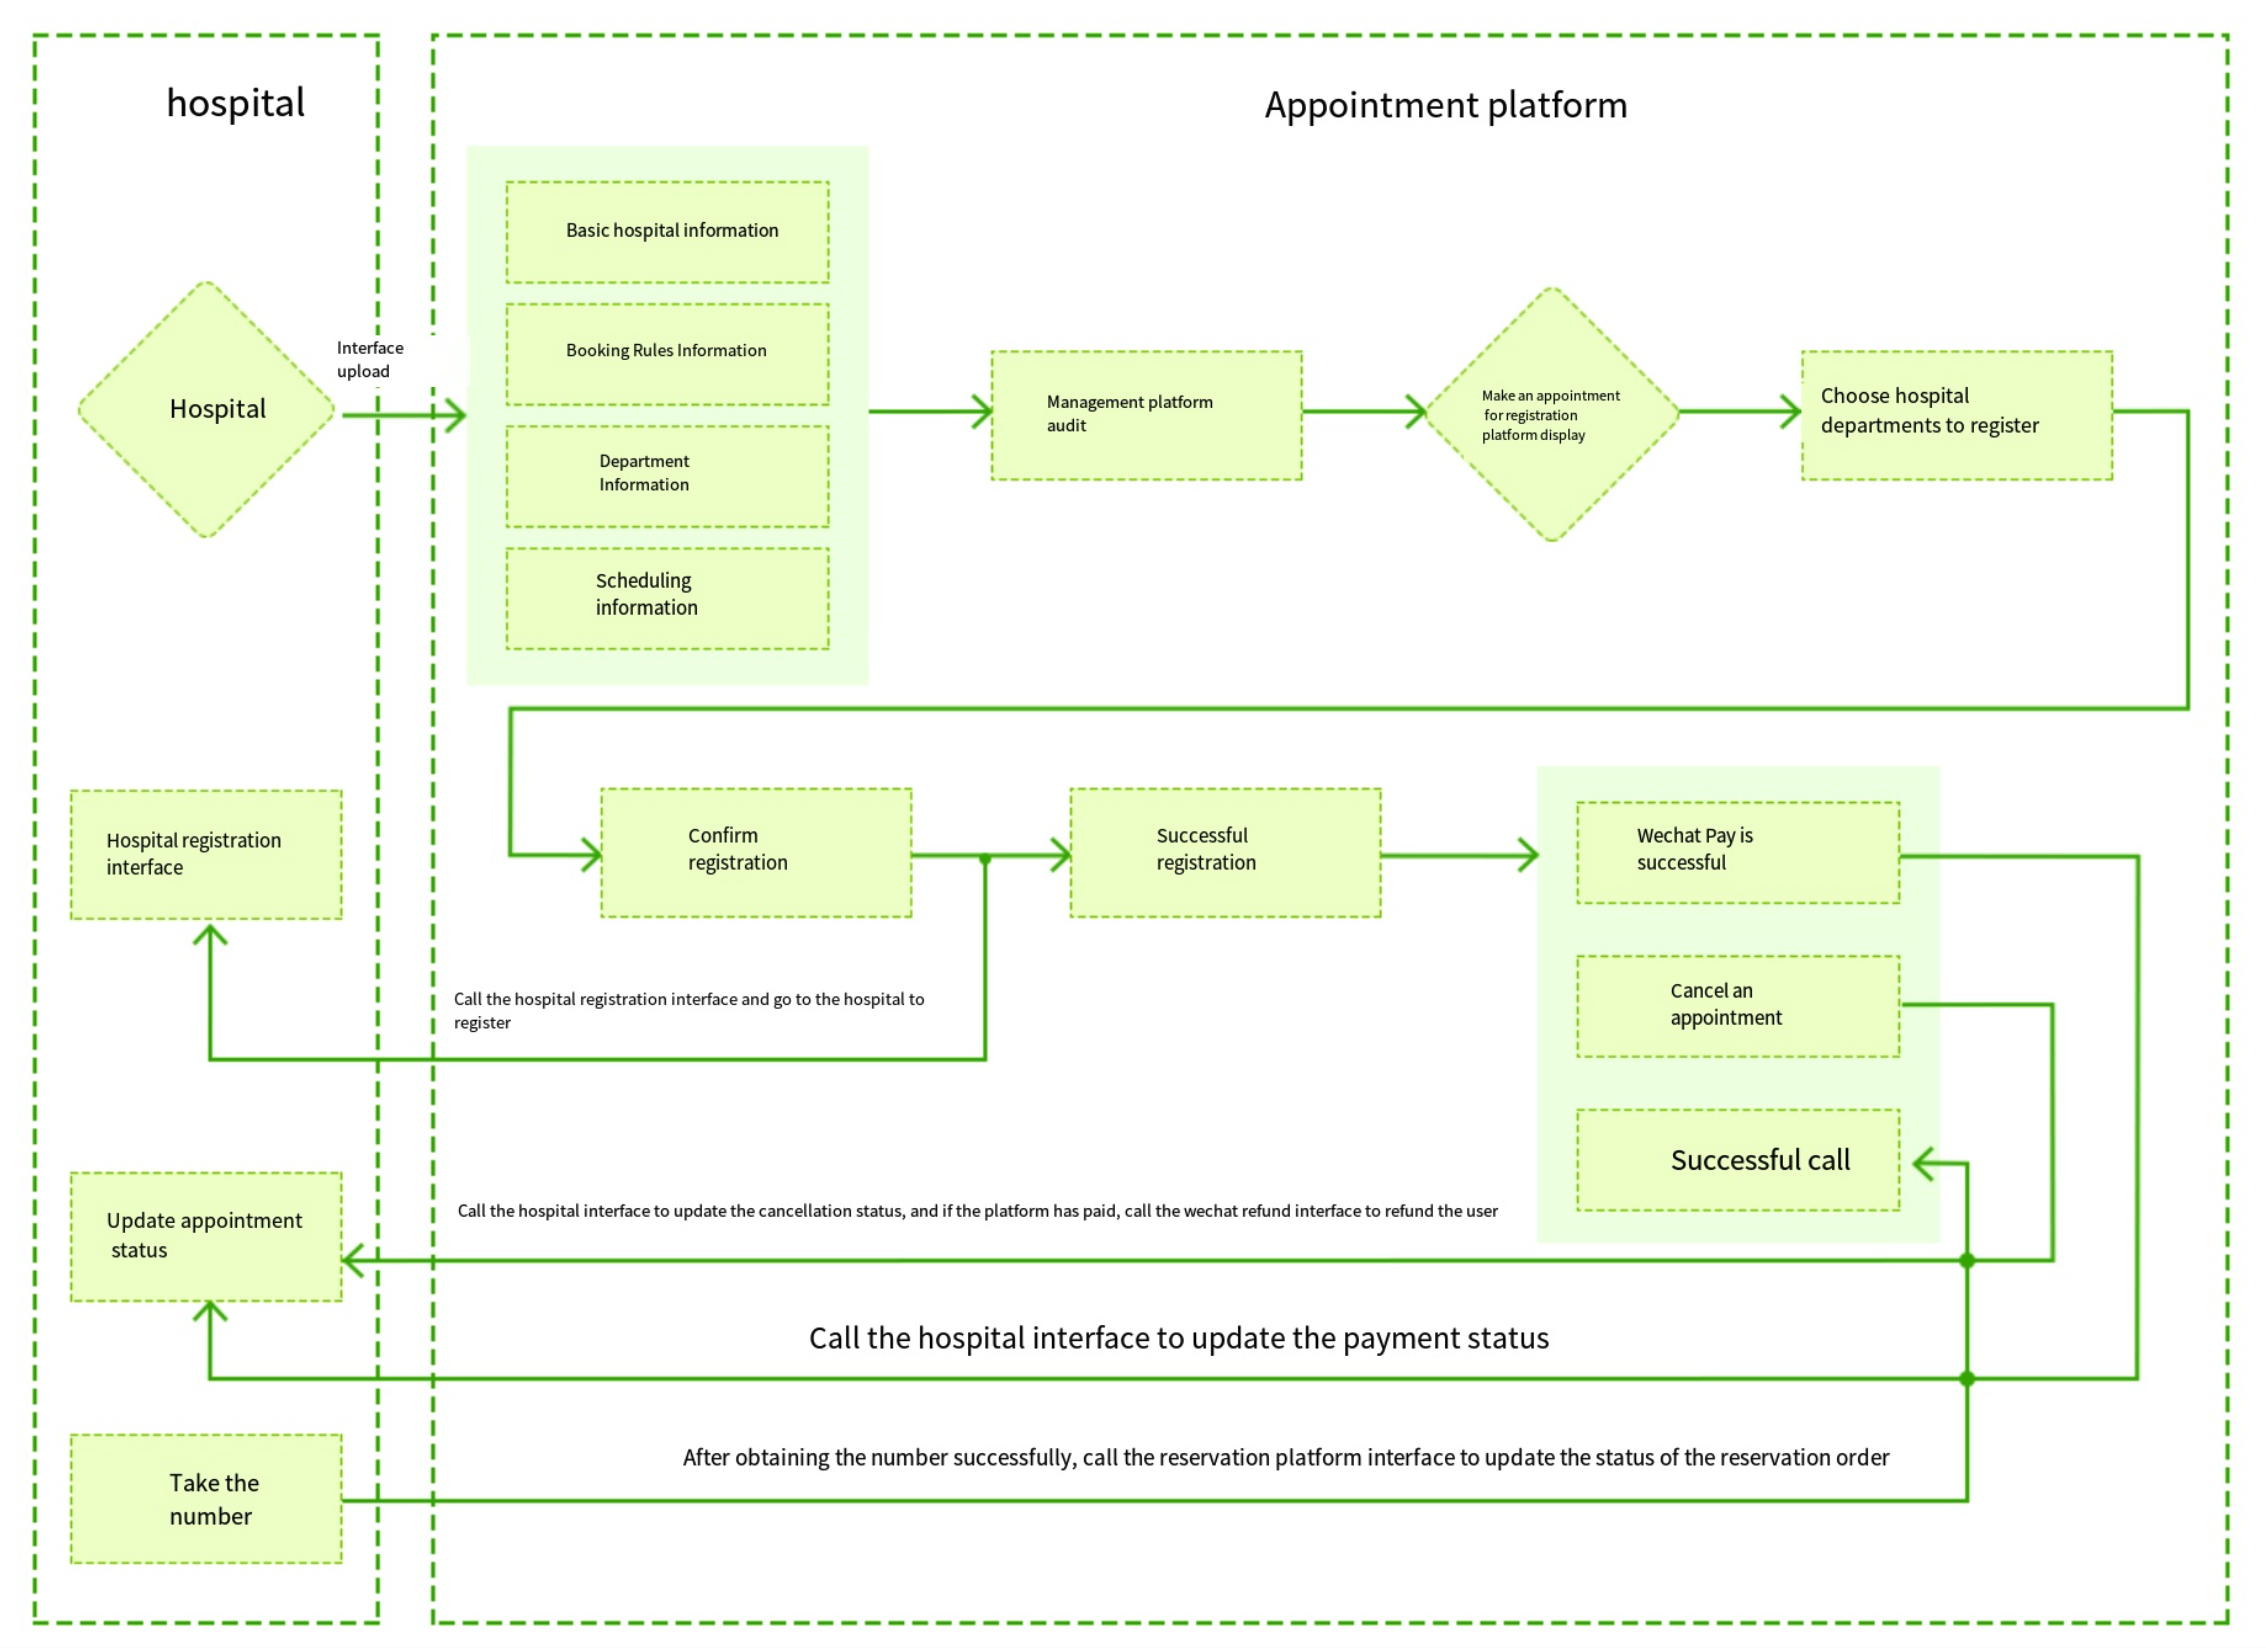 hospital
Appointment platform
Basic hospital information
Booking Rules Information
Department
Information
Scheduling
information
Interface
upload
Hospital
Management platform
audit
Make an appointment
for registration
platform display
Choose hospital
departments to register
Hospital registration
interface
Confirm
registration
Successful
registration
Wechat Pay is
successful
Cancel an
appointment
Successful call
Call the hospital registration interface and go to the hospital to
register
Update appointment
status
Call the hospital interface to update the cancellation status, and if the platform has paid, call the wechat refund interface to refund the user
Call the hospital interface to update the payment status
After obtaining the number successfully, call the reservation platform interface to update the status of the reservation order
Take the
number